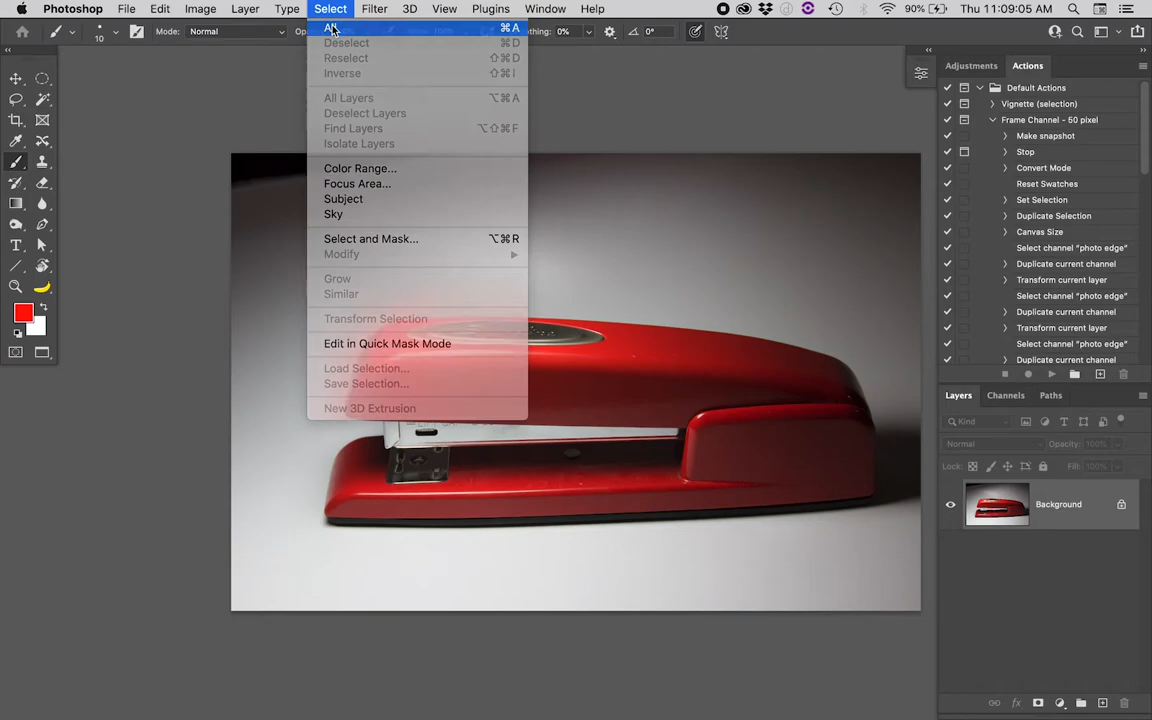 Photoshop File Edit Image Layer Type Select Filter 3D View Plugins Window Help 90% Thu 11:09:05 AM
10 Mode: Normal 0% 0°
All ⌘A
Deselect ⌘D
Reselect ⇧⌘D
Inverse ⇧⌘I
All Layers ⌥⌘A
Deselect Layers
Find Layers ⌥⇧⌘F
Isolate Layers
Color Range...
Focus Area...
Subject
Sky
Select and Mask... ⌥⌘R
Modify
Grow
Similar
Transform Selection
Edit in Quick Mask Mode
Load Selection...
Save Selection...
New 3D Extrusion
Adjustments Actions
Default Actions
Vignette (selection)
Frame Channel - 50 pixel
Make snapshot
Stop
Convert Mode
Reset Swatches
Set Selection
Duplicate Selection
Canvas Size
Select channel "photo edge"
Duplicate current channel
Transform current layer
Select channel "photo edge"
Duplicate current channel
Transform current layer
Select channel "photo edge"
Duplicate current channel
Layers Channels Paths
Kind
Normal Opacity: 100%
Lock: Fill: 100%
Background